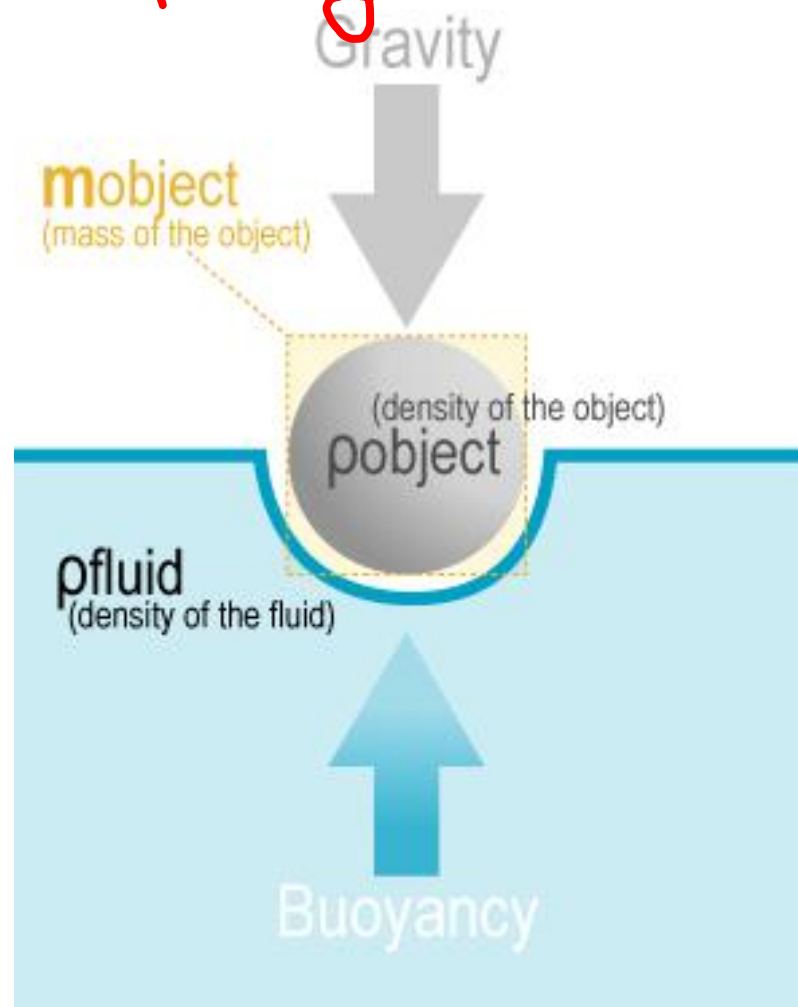 Gravity
mobject
(mass of the object)
(density of the object)
ρobject
ρfluid
(density of the fluid)
Buoyancy